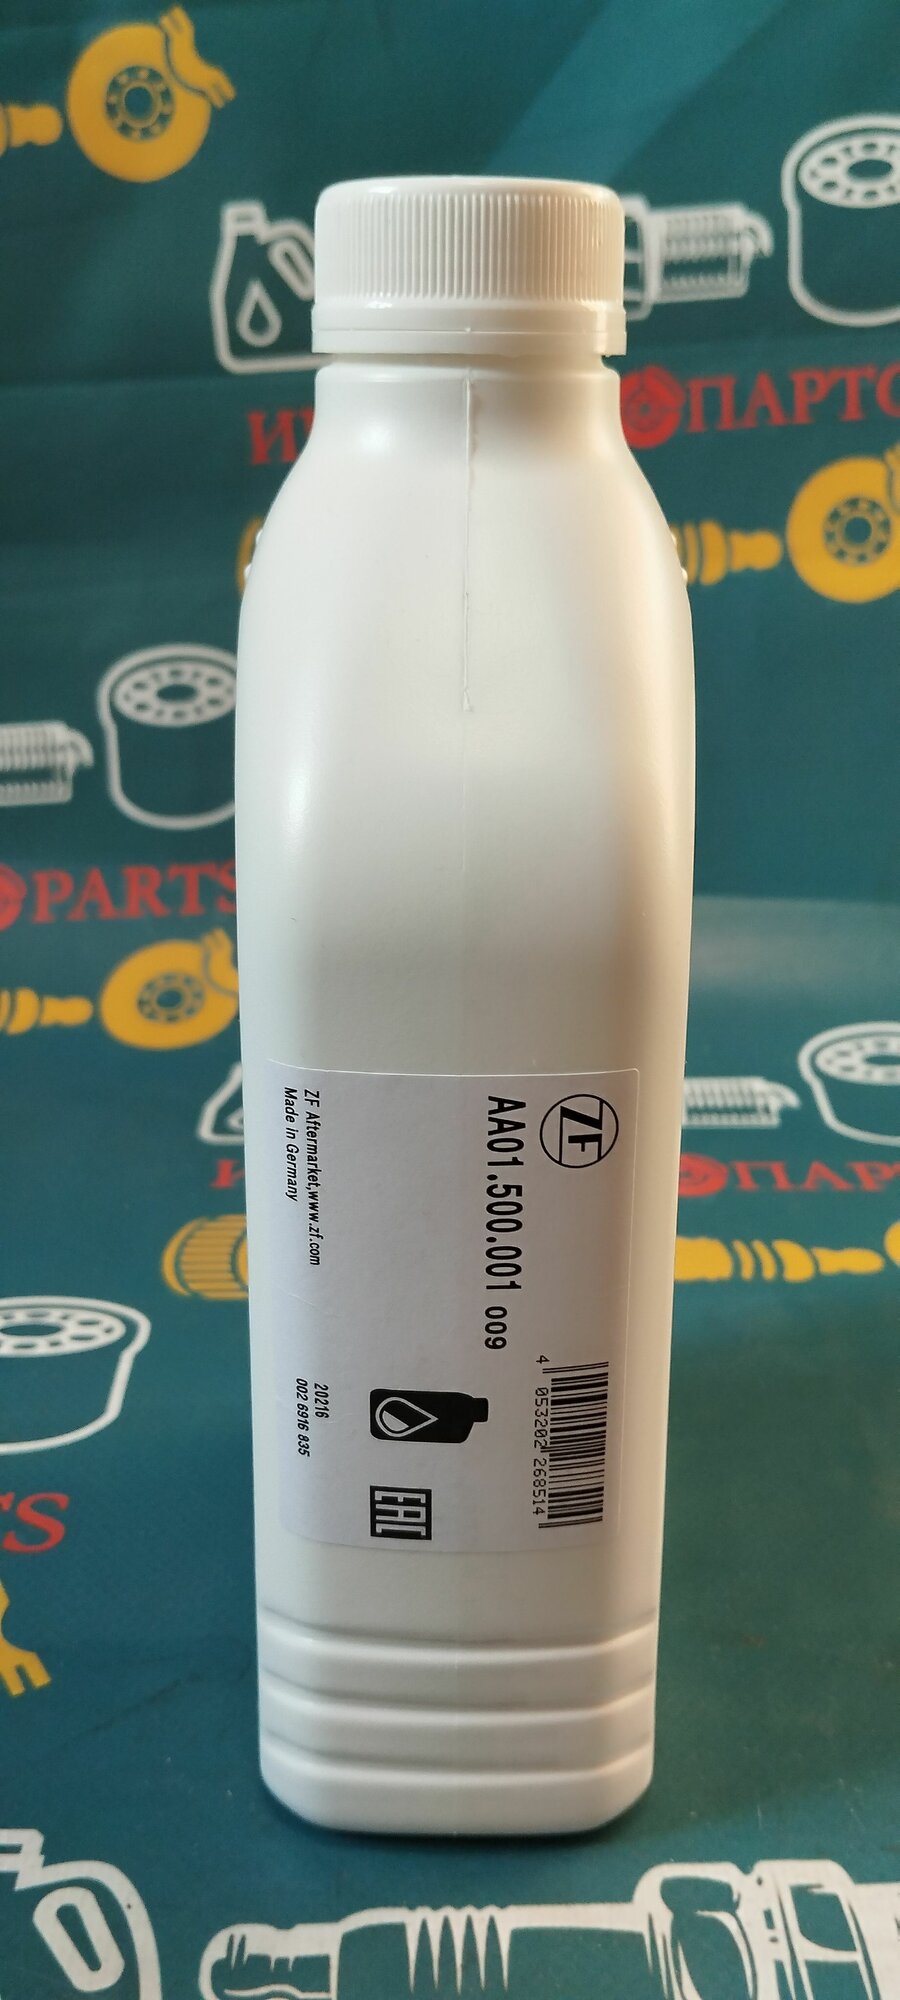 ZF
AA01.500.001 009
4 053202 268514
EAC
ZF Aftermarket,www.zf.com
Made in Germany
20216
002 6916 835
ПАРТС
PARTS